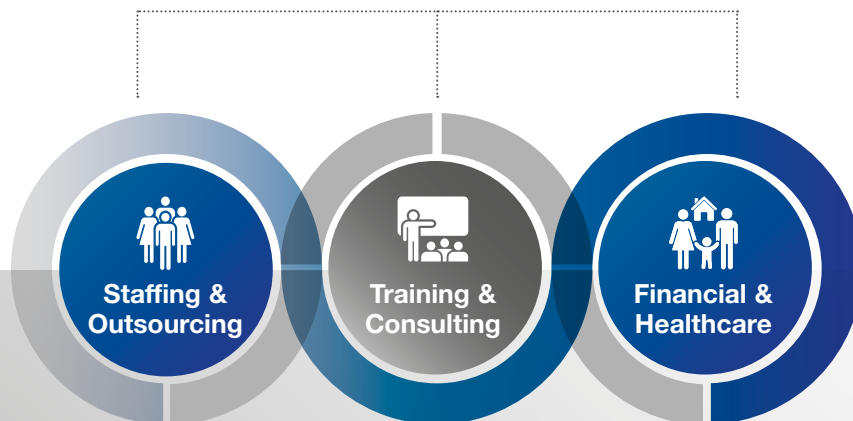 Staffing &
Outsourcing
Training &
Consulting
Financial &
Healthcare